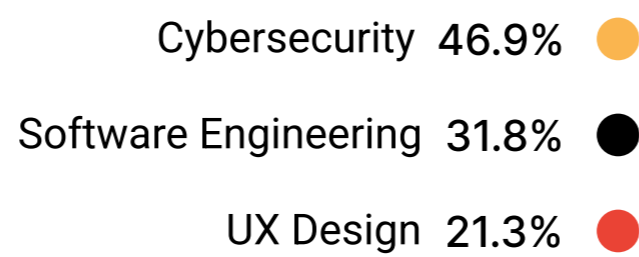 Cybersecurity 46.9%
Software Engineering 31.8%
UX Design 21.3%